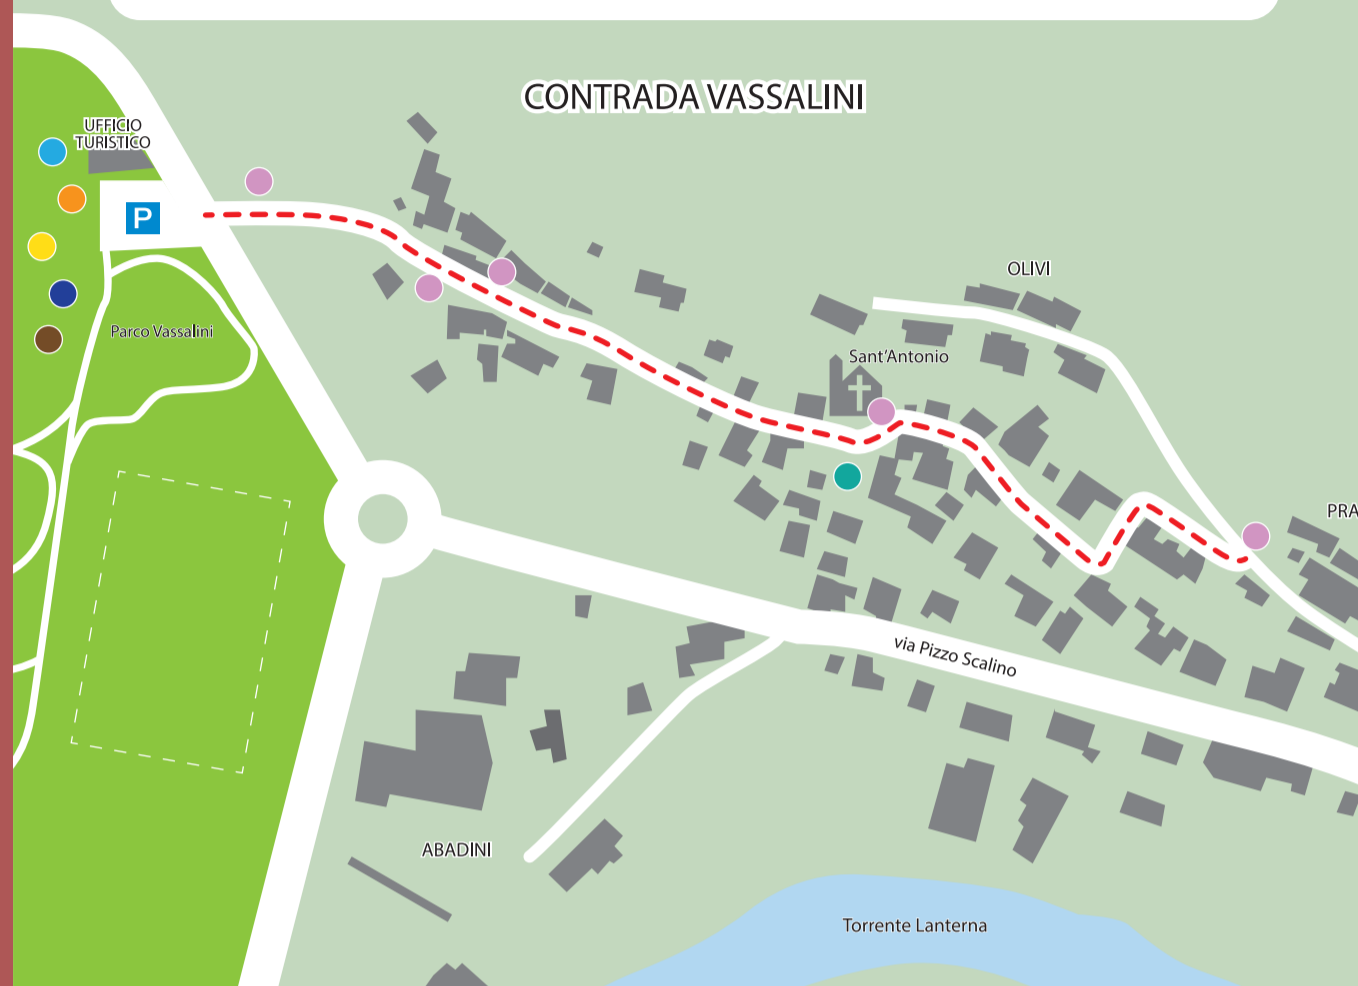 CONTRADA VASSALINI
UFFICIO
TURISTICO
P
OLIVI
Parco Vassalini
Sant'Antonio
PRA
via Pizzo Scalino
ABADINI
Torrente Lanterna